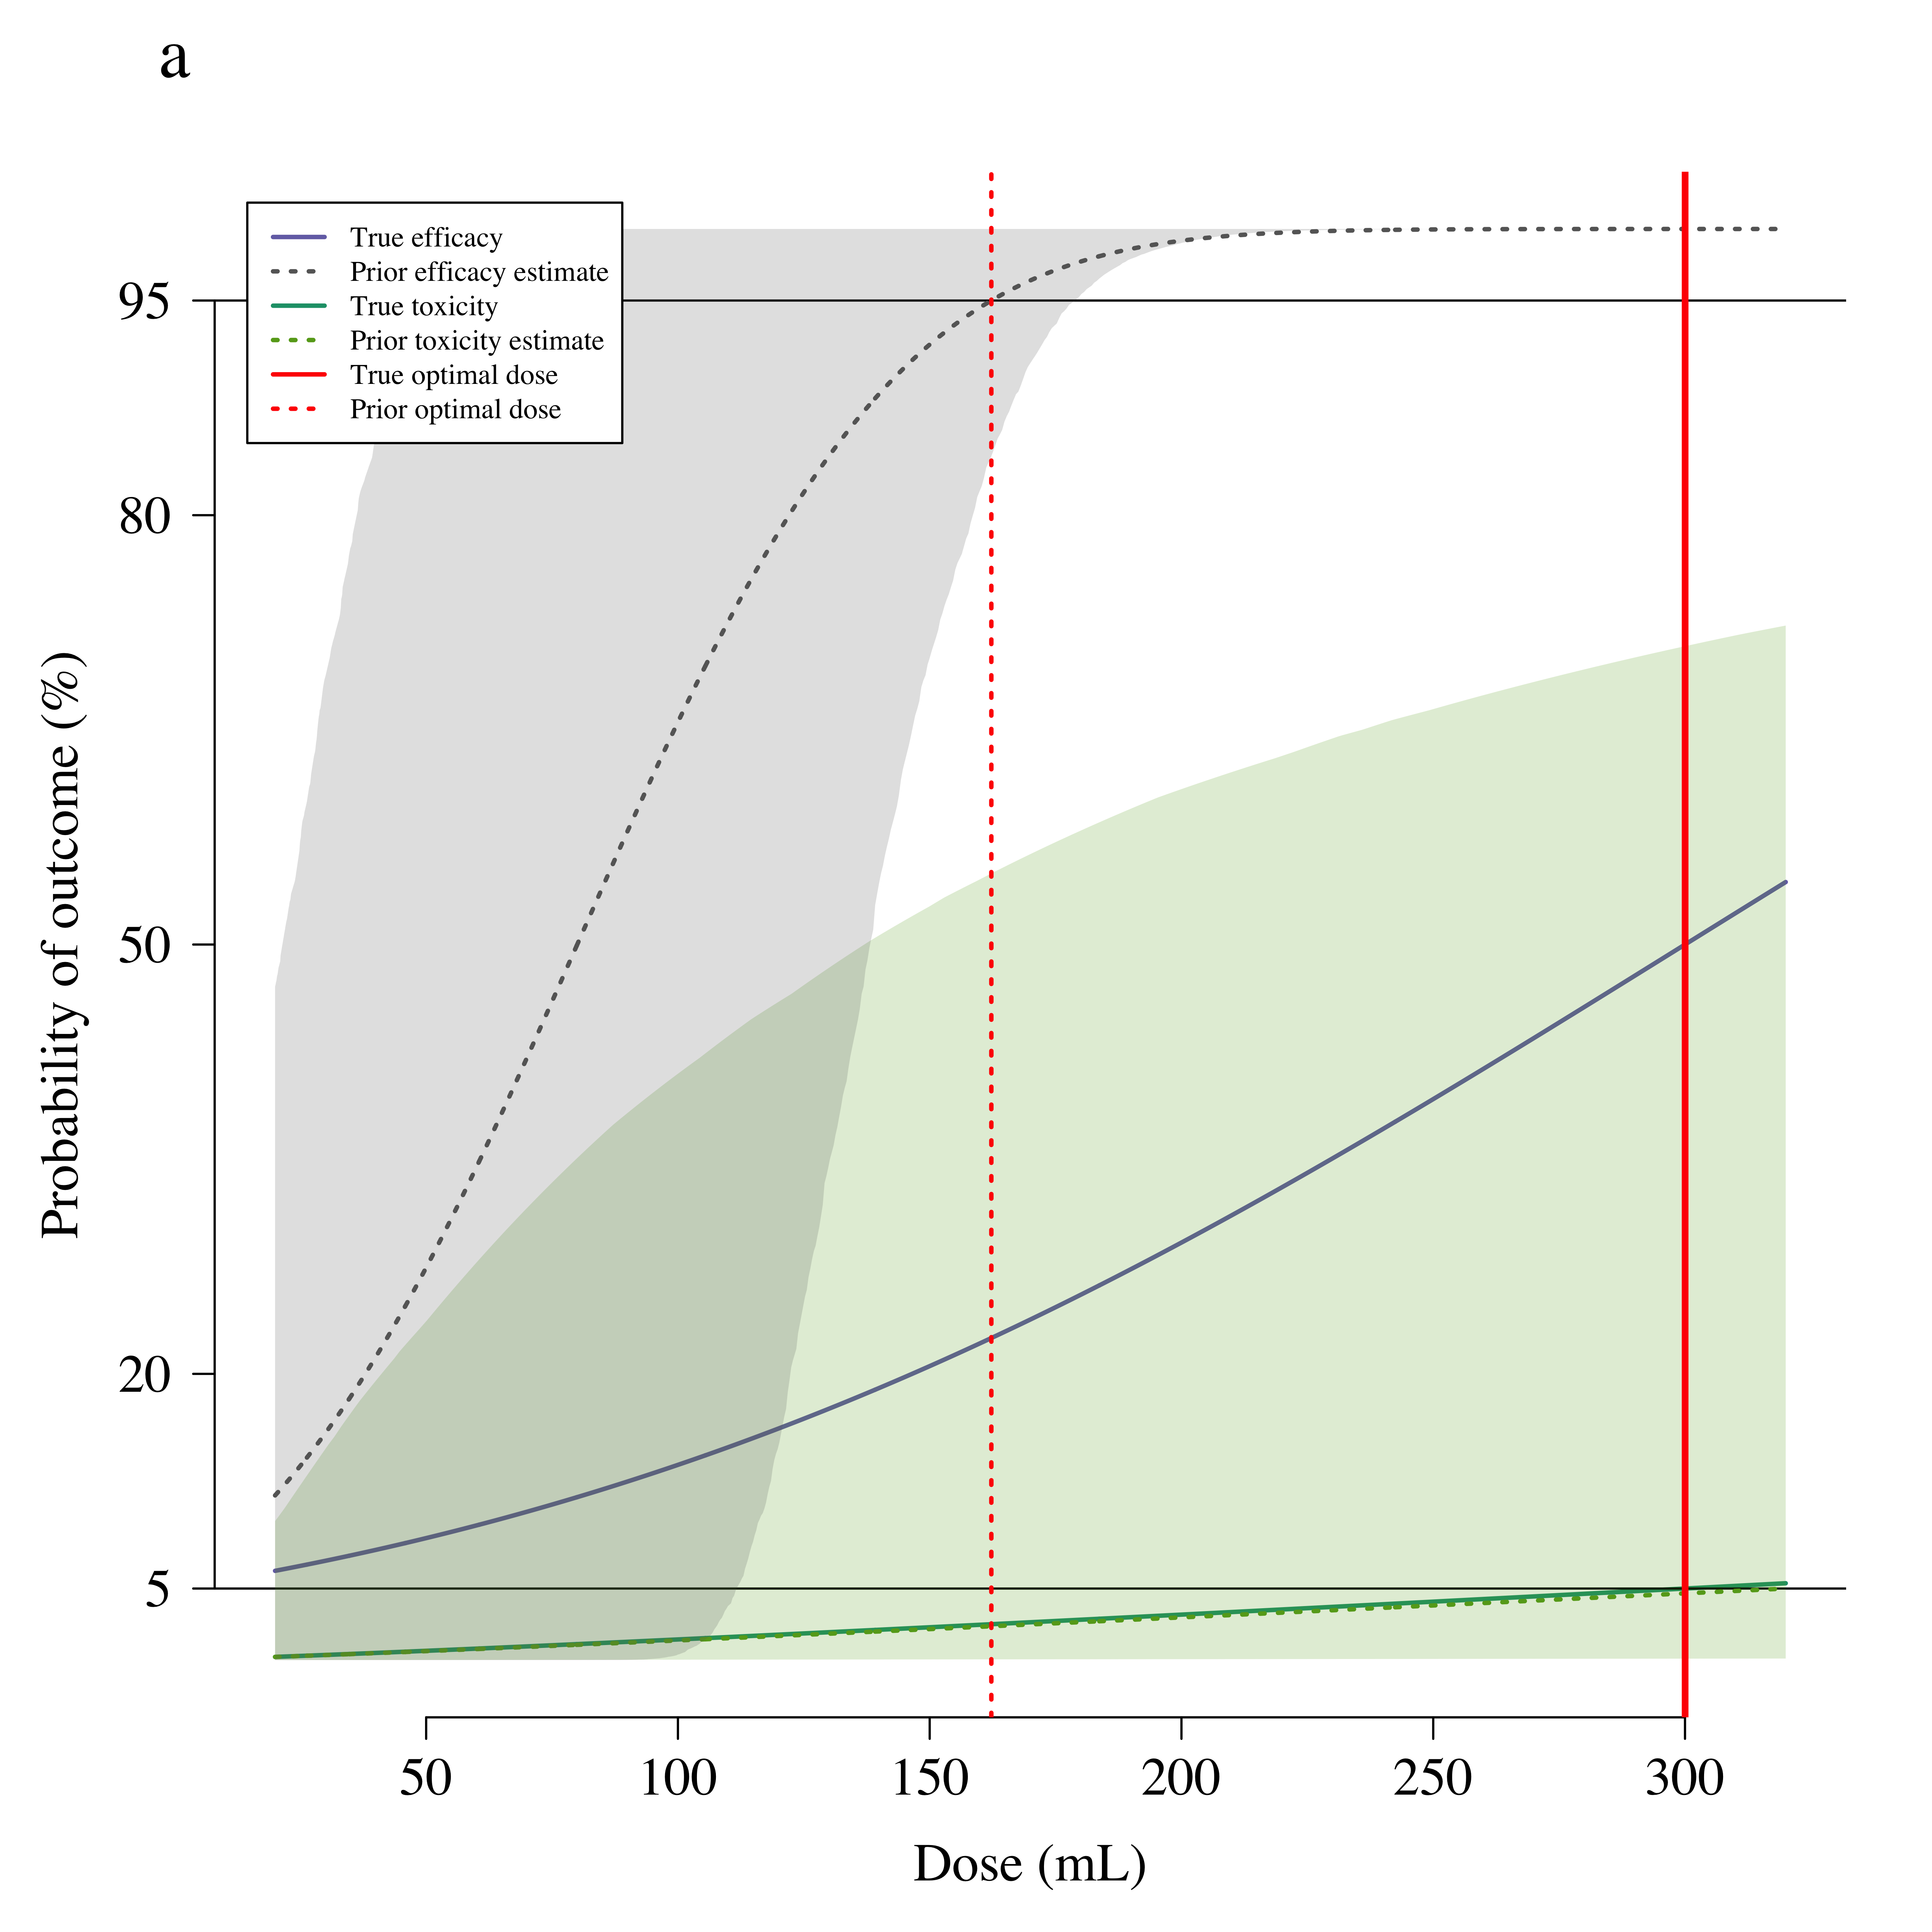 a
True efficacy
Prior efficacy estimate
True toxicity
Prior toxicity estimate
True optimal dose
Prior optimal dose
95
80
50
20
5
Probability of outcome (%)
50 100 150 200 250 300
Dose (mL)